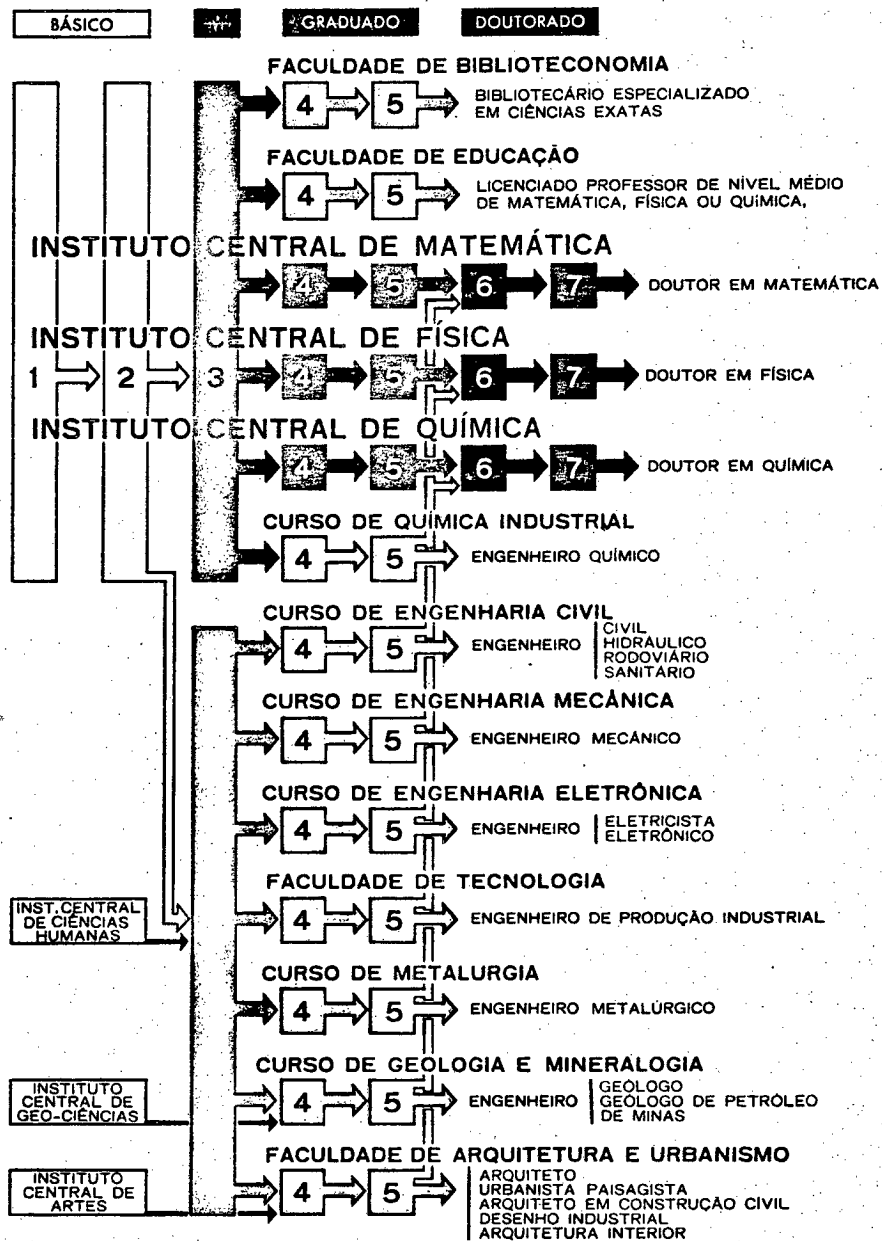 BÁSICO
GRADUADO
DOUTORADO
FACULDADE DE BIBLIOTECONOMIA
4 5 BIBLIOTECÁRIO ESPECIALIZADO
EM CIÊNCIAS EXATAS
FACULDADE DE EDUCAÇÃO
4 5 LICENCIADO PROFESSOR DE NÍVEL MÉDIO
DE MATEMÁTICA, FÍSICA OU QUÍMICA,
INSTITUTO CENTRAL DE MATEMÁTICA
4 5 6 7 DOUTOR EM MATEMÁTICA
INSTITUTO CENTRAL DE FÍSICA
1 2 3 4 5 6 7 DOUTOR EM FÍSICA
INSTITUTO CENTRAL DE QUÍMICA
4 5 6 7 DOUTOR EM QUÍMICA
CURSO DE QUÍMICA INDUSTRIAL
4 5 ENGENHEIRO QUÍMICO
CURSO DE ENGENHARIA CIVIL
4 5 ENGENHEIRO
CIVIL
HIDRAULICO
RODOVIÁRIO
SANITARIO
CURSO DE ENGENHARIA MECÂNICA
4 5 ENGENHEIRO MECÂNICO
CURSO DE ENGENHARIA ELETRÔNICA
4 5 ENGENHEIRO
ELETRICISTA
ELETRÔNICO
FACULDADE DE TECNOLOGIA
INST. CENTRAL
DE CIÊNCIAS
HUMANAS
4 5 ENGENHEIRO DE PRODUÇÃO INDUSTRIAL
CURSO DE METALURGIA
4 5 ENGENHEIRO METALÚRGICO
CURSO DE GEOLOGIA E MINERALOGIA
INSTITUTO
CENTRAL DE
GEO-CIÊNCIAS
4 5 ENGENHEIRO
GEÓLOGO
GEÓLOGO DE PETRÓLEO
DE MINAS
FACULDADE DE ARQUITETURA E URBANISMO
INSTITUTO
CENTRAL DE
ARTES
4 5
ARQUITETO
URBANISTA PAISAGISTA
ARQUITETO EM CONSTRUÇÃO CIVIL
DESENHO INDUSTRIAL
ARQUITETURA INTERIOR